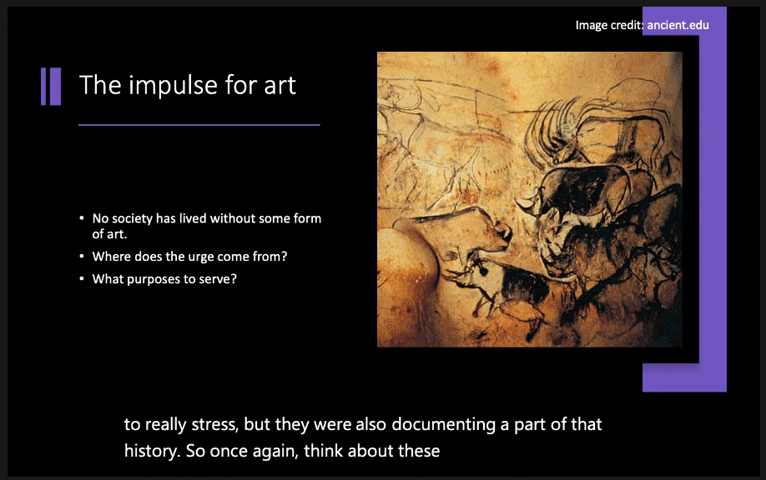 Image credit: ancient.edu
The impulse for art
• No society has lived without some form
of art.
• Where does the urge come from?
• What purposes to serve?
to really stress, but they were also documenting a part of that
history. So once again, think about these